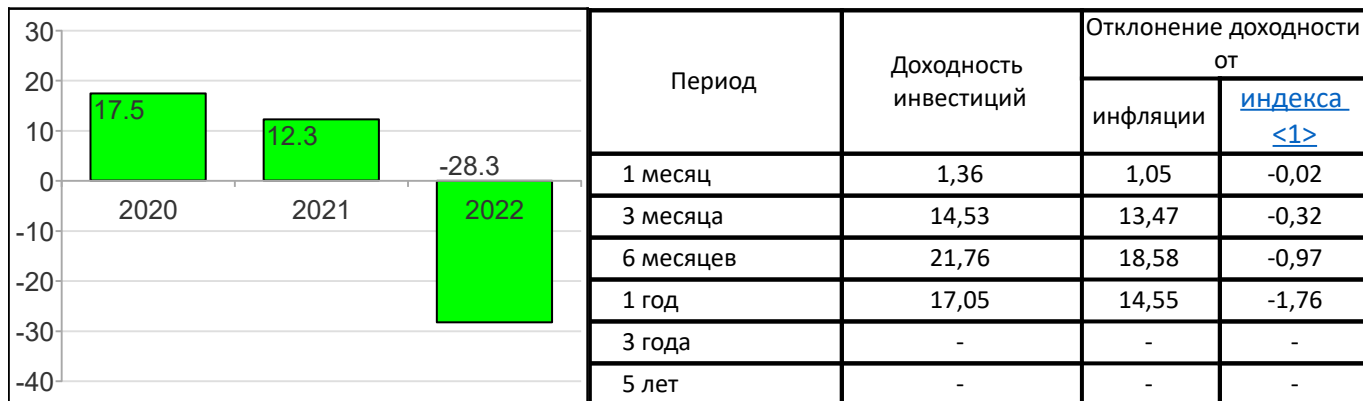 30
20
10
0
-10
-20
-30
-40
17.5
12.3
-28.3
2020 2021 2022
Период
Доходность
инвестиций
Отклонение доходности
от
инфляции
индекса
<1>
1 месяц 1,36 1,05 -0,02
3 месяца 14,53 13,47 -0,32
6 месяцев 21,76 18,58 -0,97
1 год 17,05 14,55 -1,76
3 года - - -
5 лет - - -